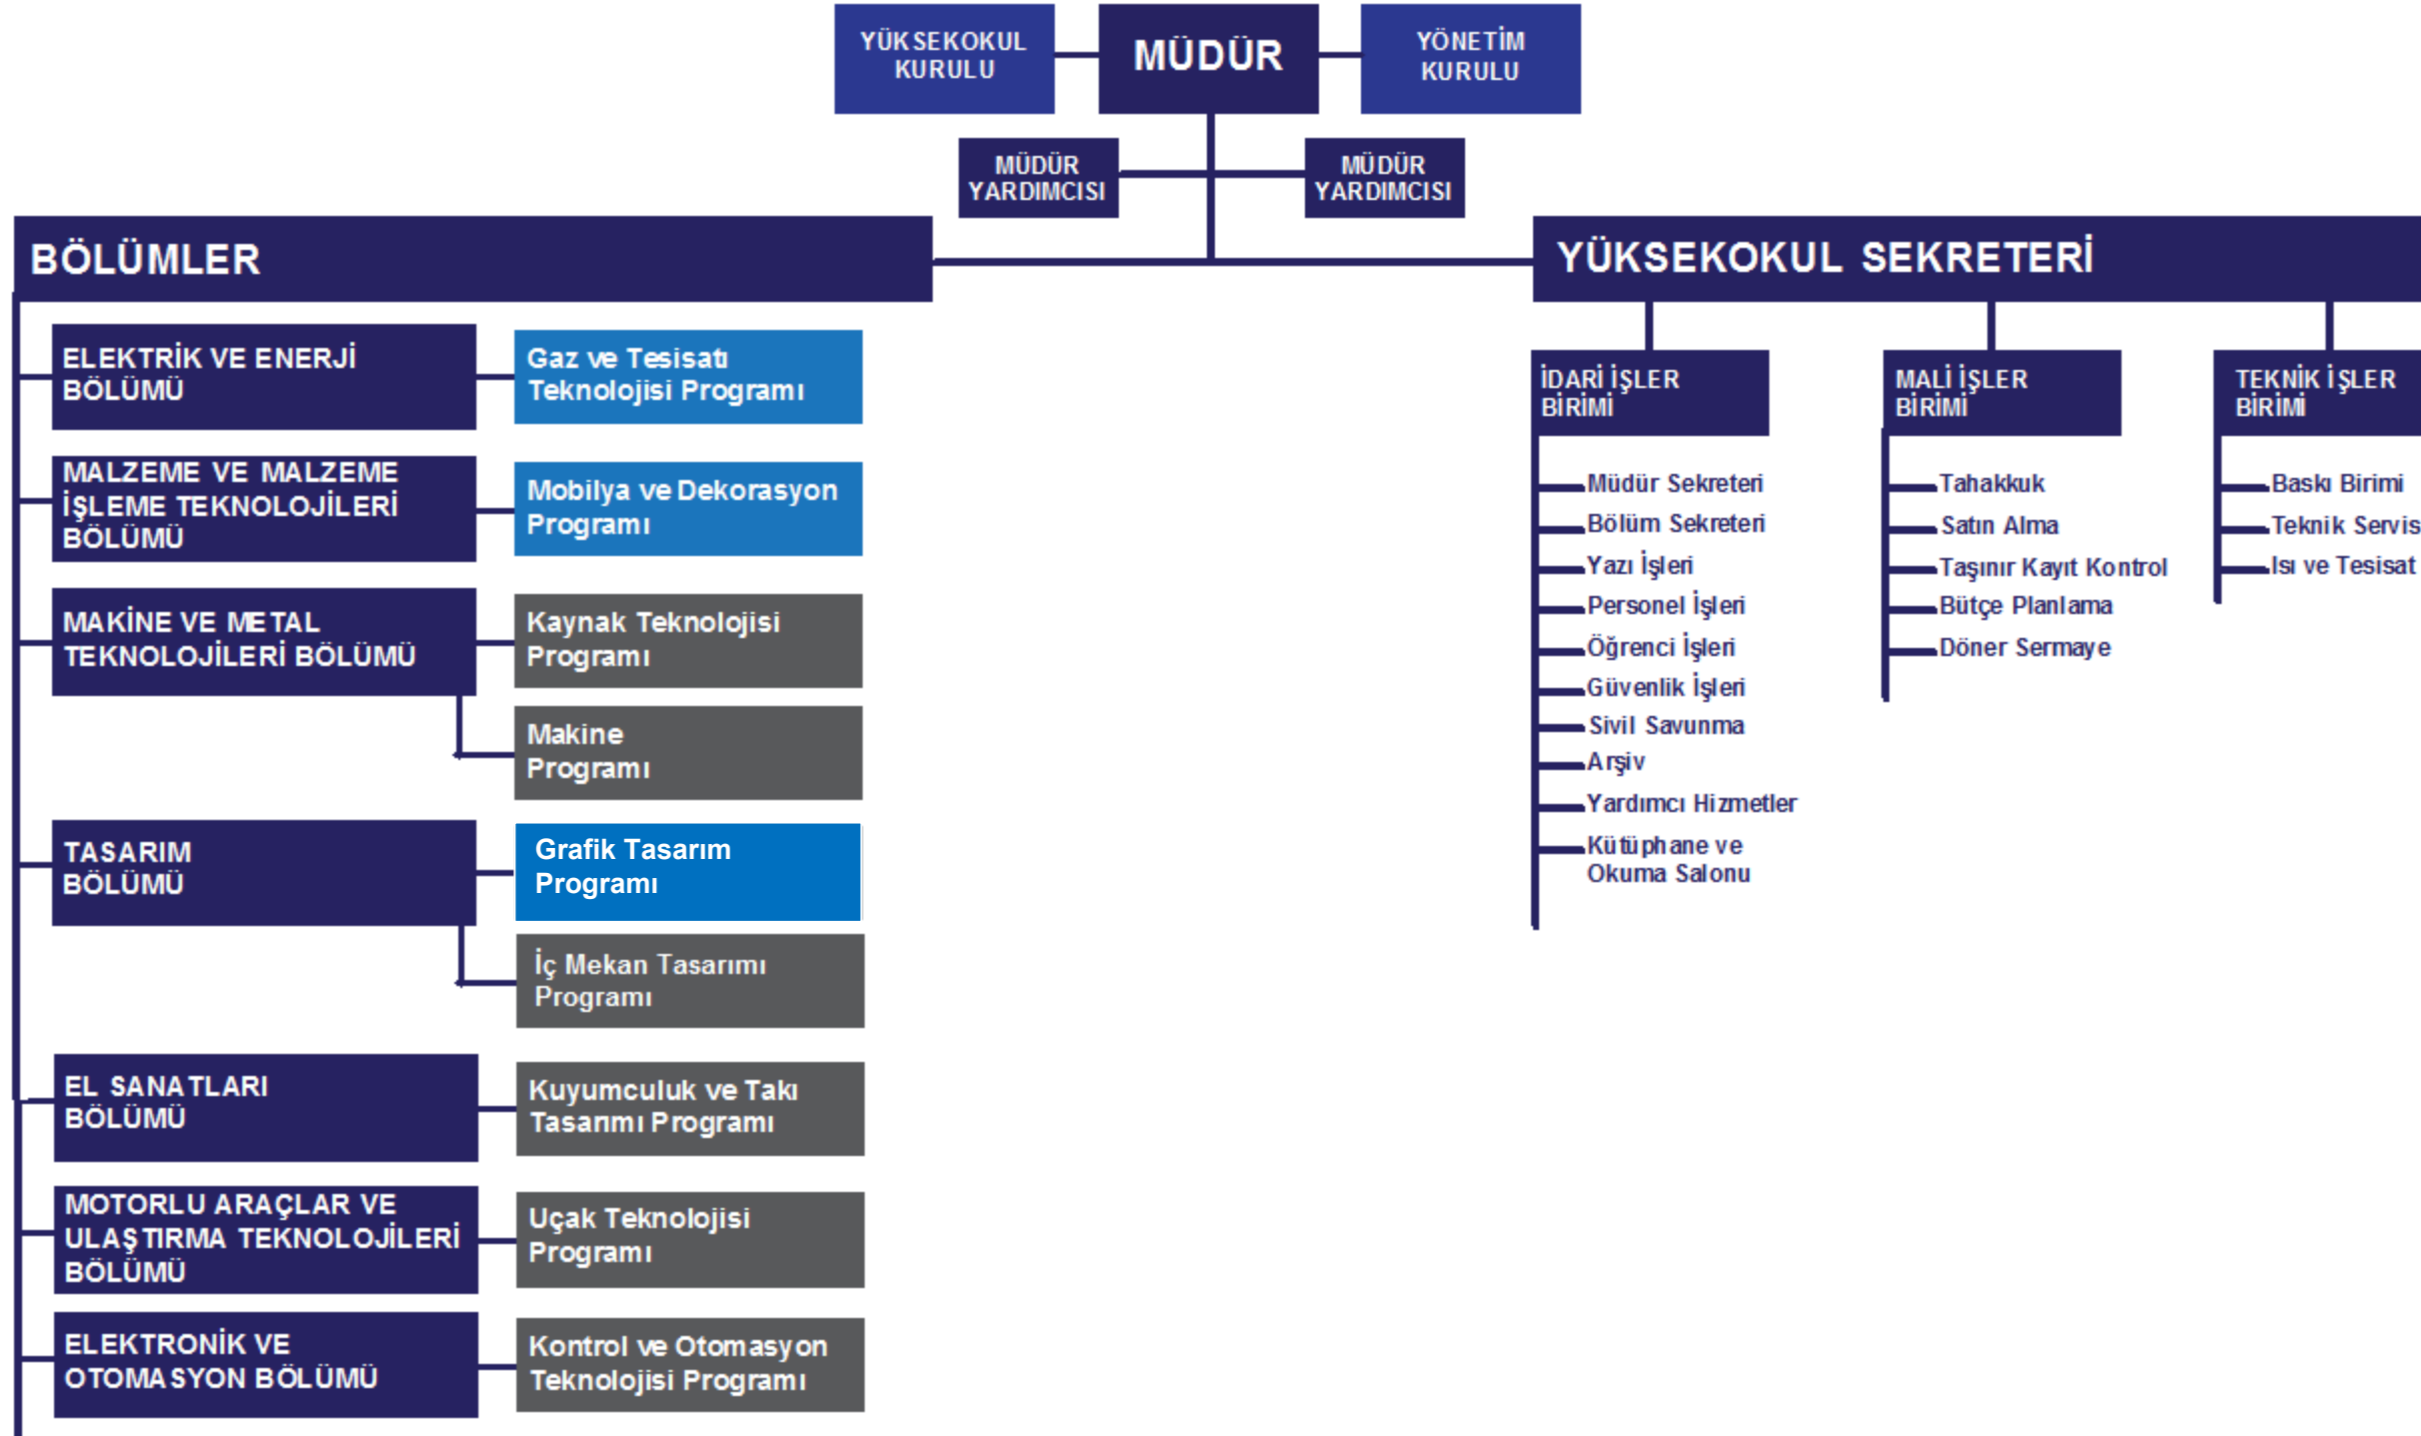 YÜKSEKOKUL
KURULU
MÜDÜR
YÖNETİM
KURULU
MÜDÜR
YARDIMCISI
MÜDÜR
YARDIMCISI
BÖLÜMLER
ELEKTRİK VE ENERJİ
BÖLÜMÜ
Gaz ve Tesisatı
Teknolojisi Programı
MALZEME VE MALZEME
İŞLEME TEKNOLOJİLERİ
BÖLÜMÜ
Mobilya ve Dekorasyon
Programı
MAKİNE VE METAL
TEKNOLOJİLERİ BÖLÜMÜ
Kaynak Teknolojisi
Programı
Makine
Programı
TASARIM
BÖLÜMÜ
Grafik Tasarım
Programı
İç Mekan Tasarımı
Programı
EL SANATLARI
BÖLÜMÜ
Kuyumculuk ve Takı
Tasarımı Programı
MOTORLU ARAÇLAR VE
ULAŞTIRMA TEKNOLOJİLERİ
BÖLÜMÜ
Uçak Teknolojisi
Programı
ELEKTRONİK VE
OTOMASYON BÖLÜMÜ
Kontrol ve Otomasyon
Teknolojisi Programı
YÜKSEKOKUL SEKRETERİ
İDARİ İŞLER
BİRİMİ
Müdür Sekreteri
Bölüm Sekreteri
Yazı İşleri
Personel İşleri
Öğrenci İşleri
Güvenlik İşleri
Sivil Savunma
Arşiv
Yardımcı Hizmetler
Kütüphane ve
Okuma Salonu
MALİ İŞLER
BİRİMİ
Tahakkuk
Satın Alma
Taşınır Kayıt Kontrol
Bütçe Planlama
Döner Sermaye
TEKNİK İŞLER
BİRİMİ
Baskı Birimi
Teknik Servis
Isı ve Tesisat